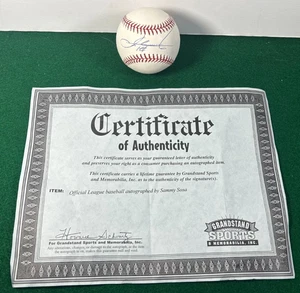 Certificate
of Authenticity
This certificate serves as your guaranteed letter of authenticity
and preserves your right as a consumer purchasing an autographed item.
This certificate carries a lifetime guarantee by Grandstand Sports
and Memorabilia, Inc. as to the authenticity of the signature(s).
ITEM: Official League baseball autographed by Sammy Sosa
For Grandstand Sports and Memorabilia, Inc.
GRANDSTAND
SPORTS
& MEMORABILIA, INC.